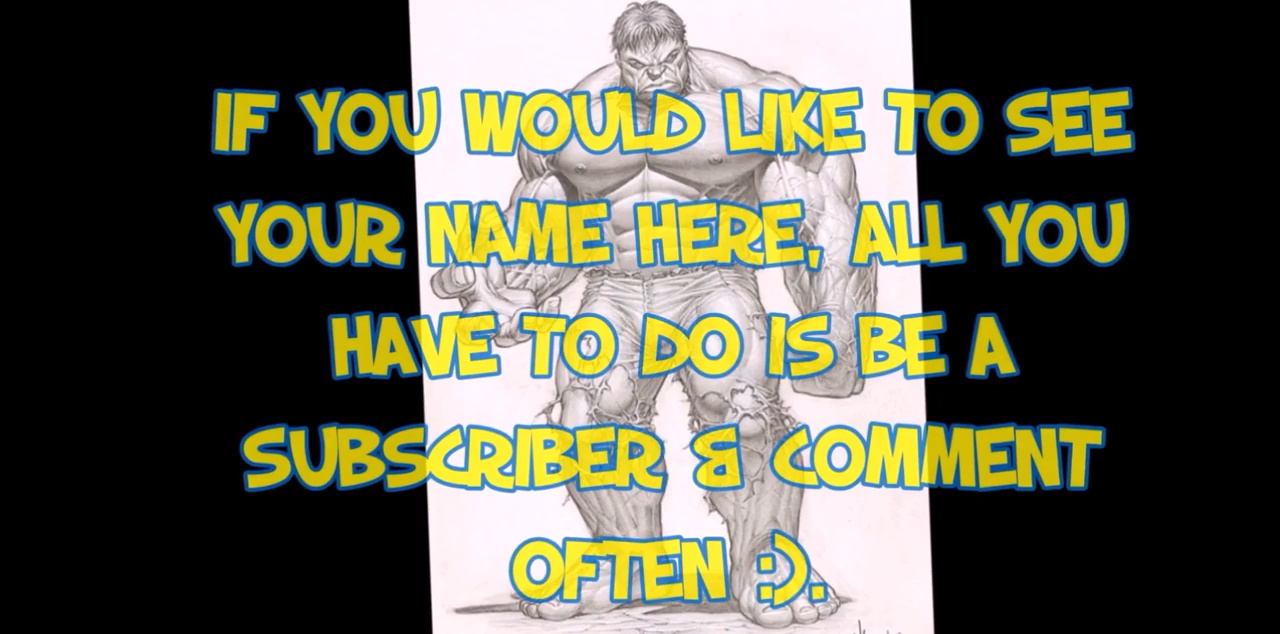 IF YOU WOULD LIKE TO SEE
YOUR NAME HERE, ALL YOU
HAVE TO DO IS BE A
SUBSCRIBER & COMMENT
OFTEN :).